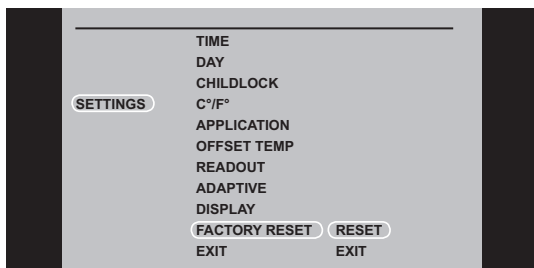 TIME
DAY
CHILDLOCK
SETTINGS C°/F°
APPLICATION
OFFSET TEMP
READOUT
ADAPTIVE
DISPLAY
FACTORY RESET RESET
EXIT EXIT